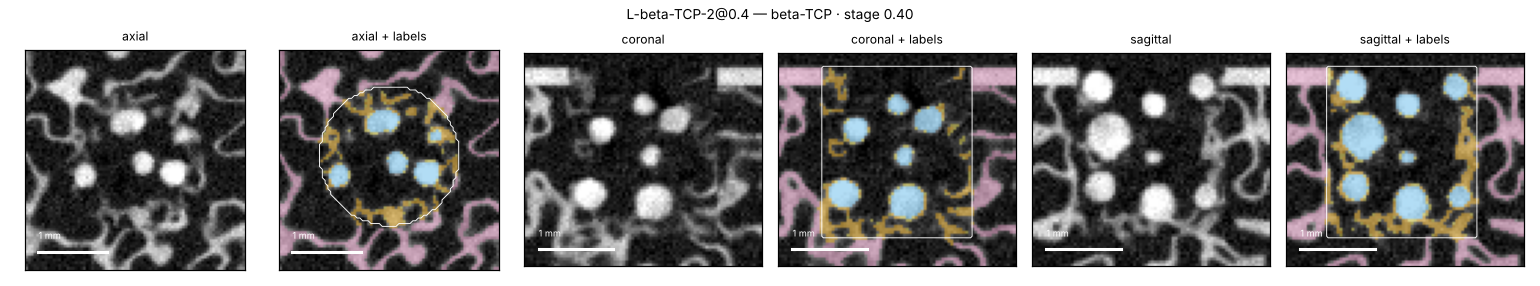 L-beta-TCP-2@0.4 — beta-TCP · stage 0.40
axial
axial + labels
coronal
coronal + labels
sagittal
sagittal + labels
1 mm
1 mm
1 mm
1 mm
1 mm
1 mm